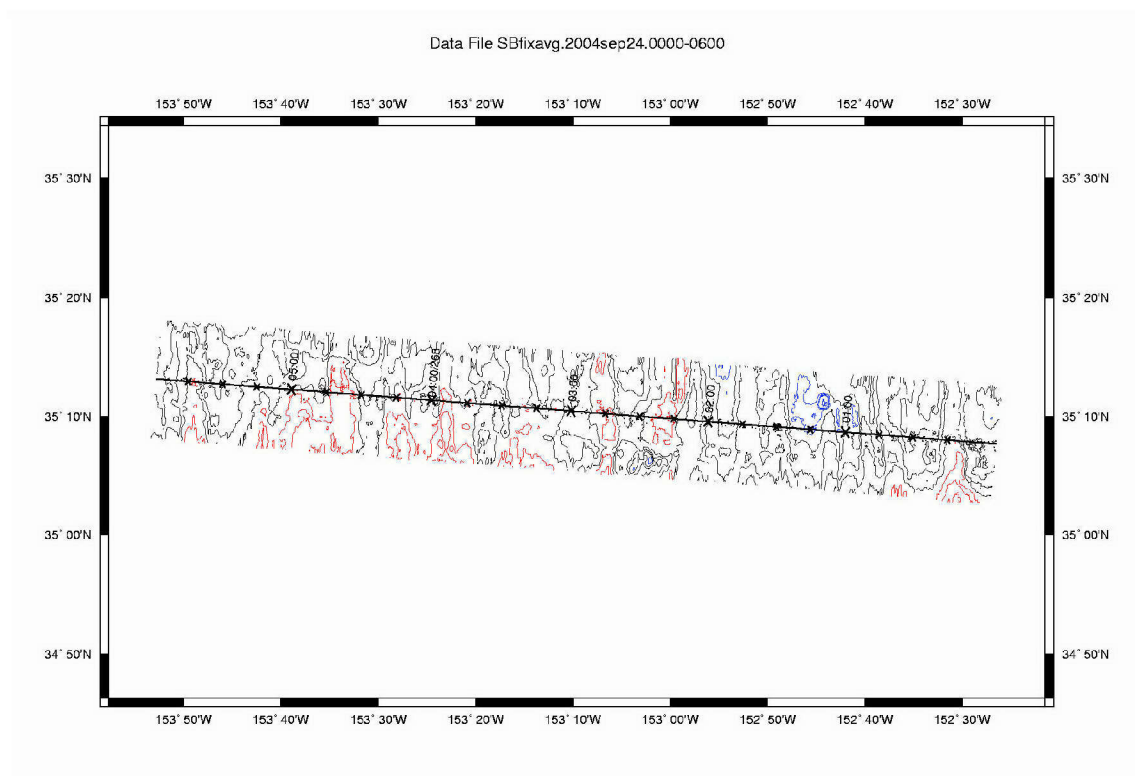 Data File SBfixavg.2004sep24.0000-0600
153° 50'W 153° 40'W 153° 30'W 153° 20'W 153° 10'W 153° 00'W 152° 50'W 152° 40'W 152° 30'W
35° 30'N 35° 30'N
35° 20'N 35° 20'N
05:00 04:00/268 03:00 02:00 01:00
35° 10'N 35° 10'N
35° 00'N 35° 00'N
34° 50'N 34° 50'N
153° 50'W 153° 40'W 153° 30'W 153° 20'W 153° 10'W 153° 00'W 152° 50'W 152° 40'W 152° 30'W